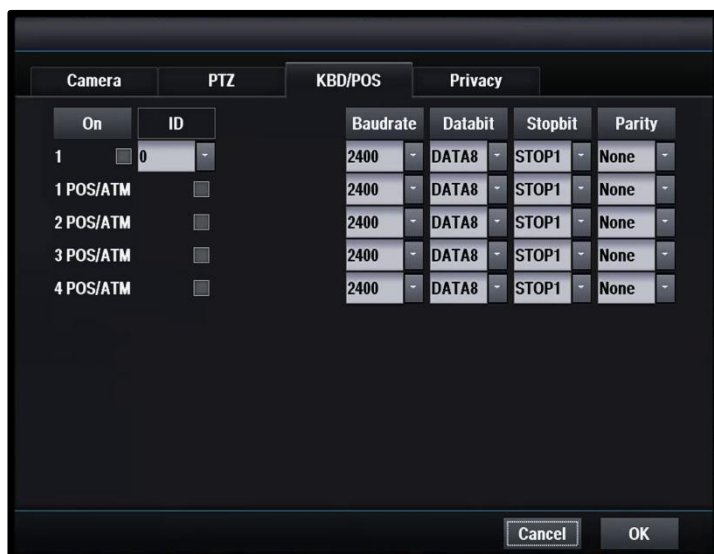 Camera PTZ KBD/POS Privacy
On ID Baudrate Databit Stopbit Parity
1 0 2400 DATA8 STOP1 None
1 POS/ATM 2400 DATA8 STOP1 None
2 POS/ATM 2400 DATA8 STOP1 None
3 POS/ATM 2400 DATA8 STOP1 None
4 POS/ATM 2400 DATA8 STOP1 None
Cancel OK